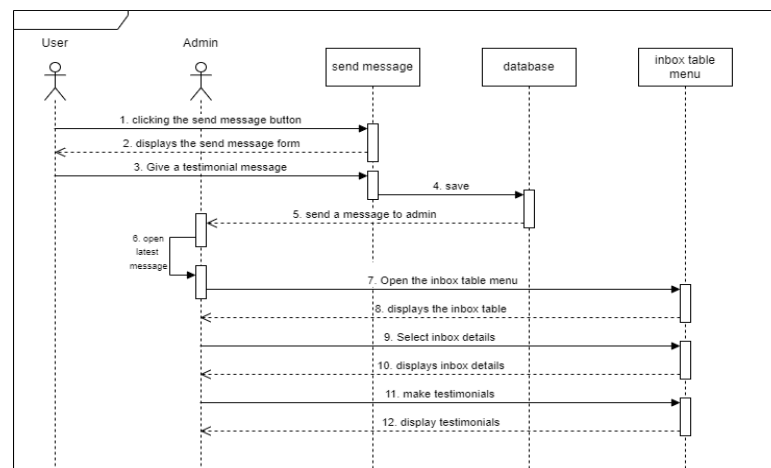 User
Admin
send message
database
inbox table
menu
1. clicking the send message button
2. displays the send message form
3. Give a testimonial message
4. save
5. send a message to admin
6. open
latest
message
7. Open the inbox table menu
8. displays the inbox table
9. Select inbox details
10. displays inbox details
11. make testimonials
12. display testimonials